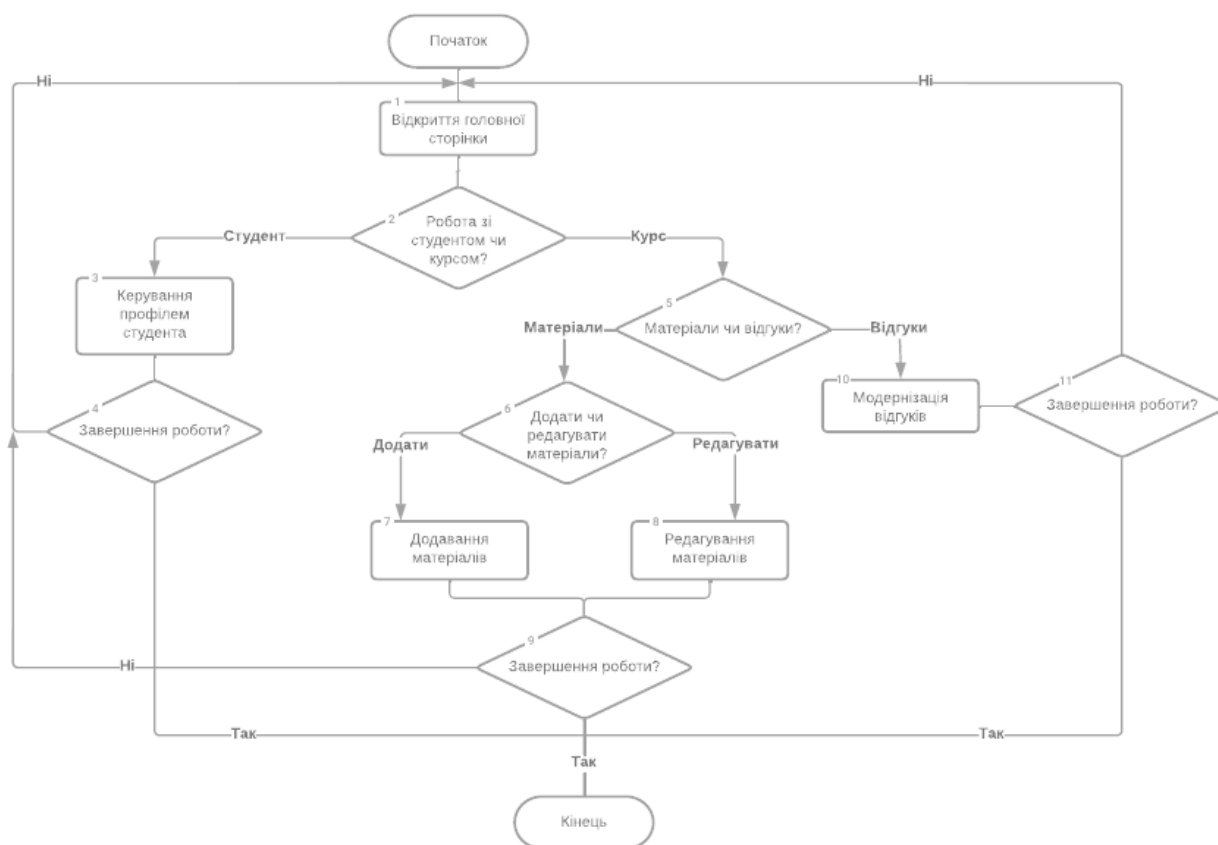 Початок
Ні
Ні
1
Відкриття головної
сторінки
2
Робота зі
студентом чи
курсом?
Студент
Курс
3
Керування
профілем
студента
5
Матеріали чи відгуки?
Матеріали
Відгуки
4
Завершення роботи?
6
Додати чи
редагувати
матеріали?
Додати
Редагувати
10
Модернізація
відгуків
11
Завершення роботи?
7
Додавання
матеріалів
8
Редагування
матеріалів
9
Завершення роботи?
Ні
Так
Так
Так
Кінець